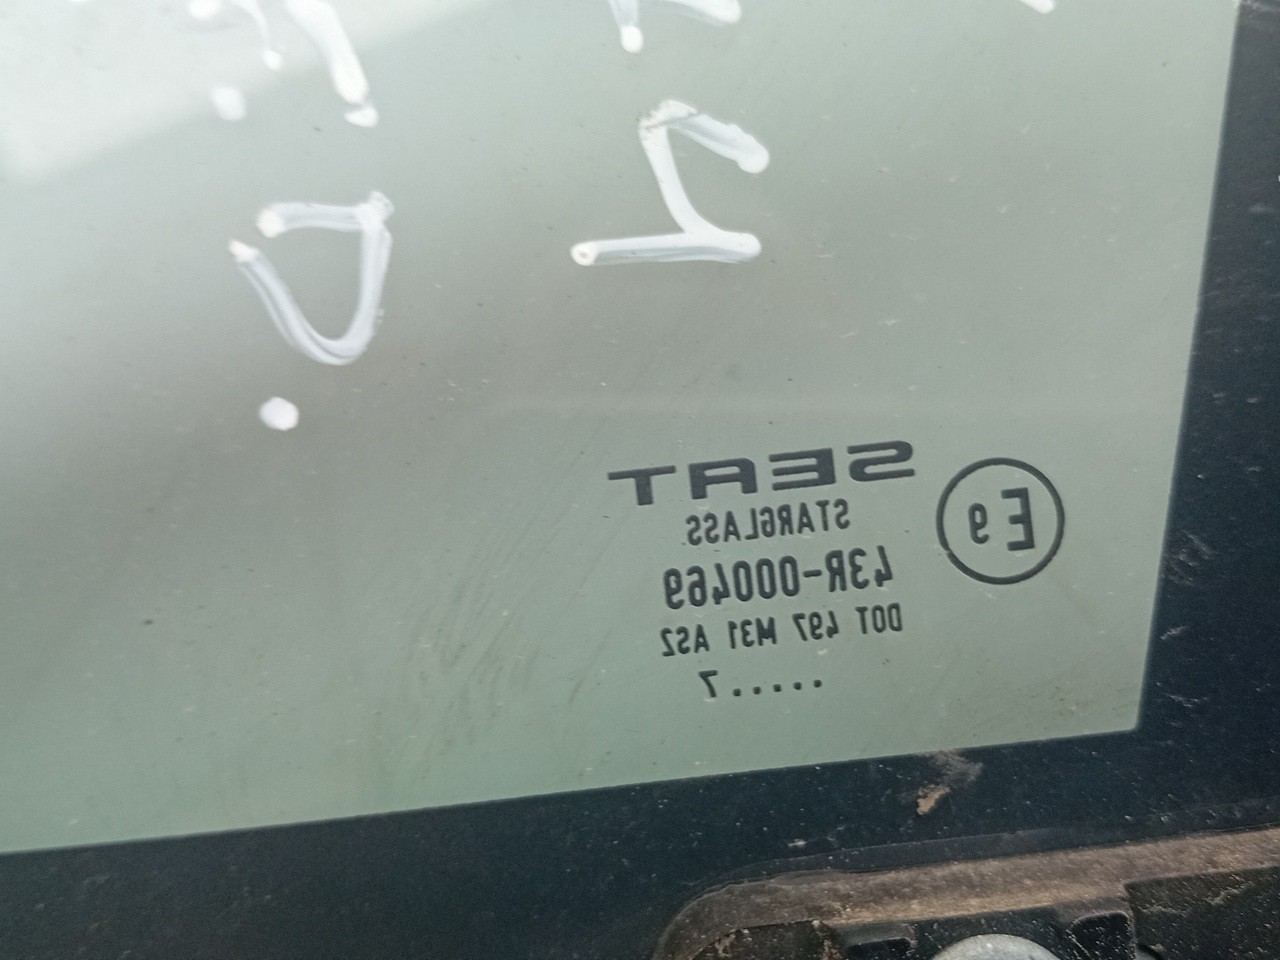 SEAT
E9
STARGLASS
43R-000469
DOT 497 M31 AS2
.....7